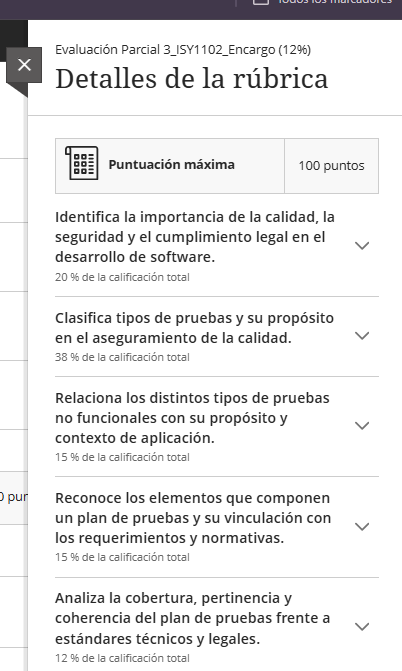 Todos los marcadores
Evaluación Parcial 3_ISY1102_Encargo (12%)
Detalles de la rúbrica
Puntuación máxima
100 puntos
Identifica la importancia de la calidad, la
seguridad y el cumplimiento legal en el
desarrollo de software.
20 % de la calificación total
Clasifica tipos de pruebas y su propósito
en el aseguramiento de la calidad.
38 % de la calificación total
Relaciona los distintos tipos de pruebas
no funcionales con su propósito y
contexto de aplicación.
15 % de la calificación total
0 pun
Reconoce los elementos que componen
un plan de pruebas y su vinculación con
los requerimientos y normativas.
15 % de la calificación total
Analiza la cobertura, pertinencia y
coherencia del plan de pruebas frente a
estándares técnicos y legales.
12 % de la calificación total